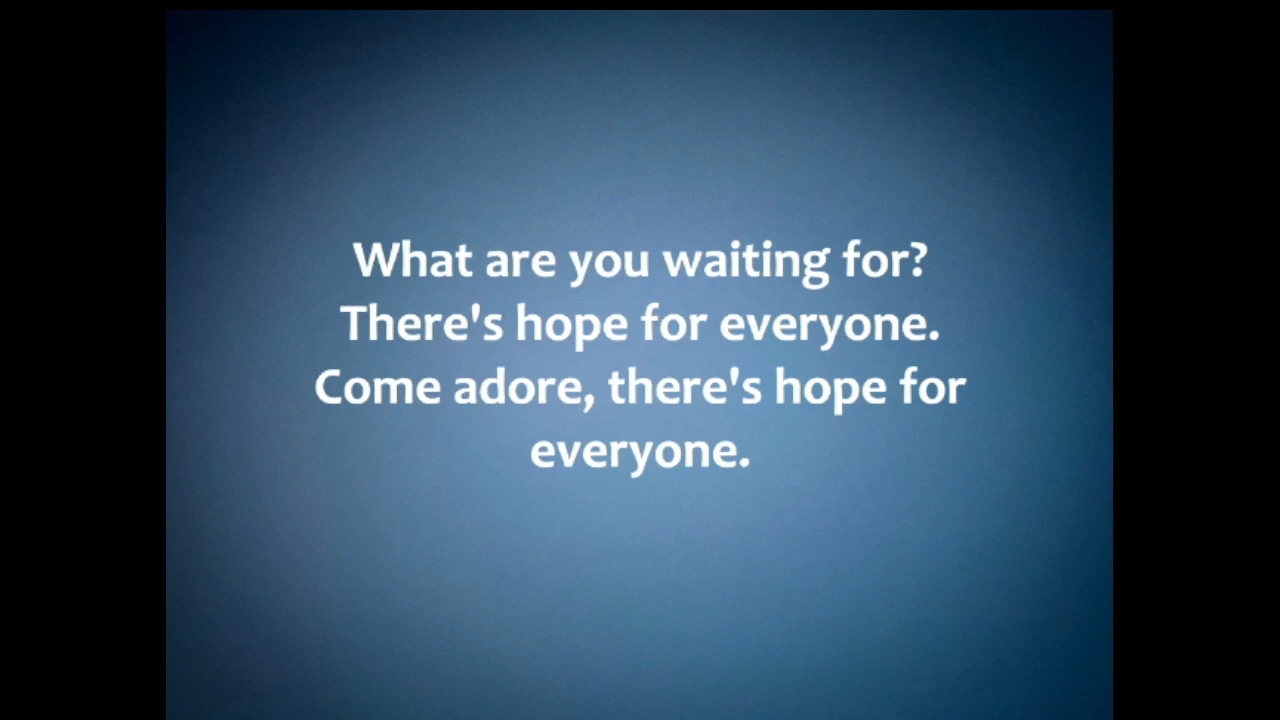 What are you waiting for?
There's hope for everyone.
Come adore, there's hope for
everyone.